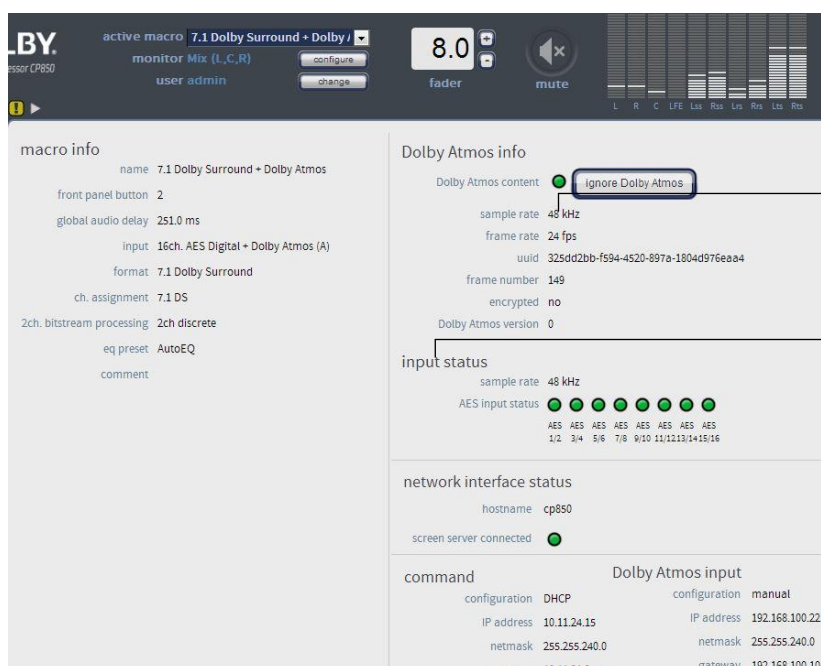 LBY.
essor CP850
active macro 7.1 Dolby Surround + Dolby /
monitor Mix (L,C,R) configure
user admin change
8.0 + -
fader
mute
L R C LFE Lss Rss Lrs Rrs Lts Rts
!
macro info
name 7.1 Dolby Surround + Dolby Atmos
front panel button 2
global audio delay 251.0 ms
input 16ch. AES Digital + Dolby Atmos (A)
format 7.1 Dolby Surround
ch. assignment 7.1 DS
2ch. bitstream processing 2ch discrete
eq preset AutoEQ
comment
Dolby Atmos info
Dolby Atmos content ignore Dolby Atmos
sample rate 48 kHz
frame rate 24 fps
uuid 325dd2bb-f594-4520-897a-1804d976eaa4
frame number 149
encrypted no
Dolby Atmos version 0
input status
sample rate 48 kHz
AES input status
AES AES AES AES AES AES AES AES
1/2 3/4 5/6 7/8 9/10 11/12 13/14 15/16
network interface status
hostname cp850
screen server connected
command
configuration DHCP
IP address 10.11.24.15
netmask 255.255.240.0
Dolby Atmos input
configuration manual
IP address 192.168.100.22
netmask 255.255.240.0
gateway 192.168.100.10